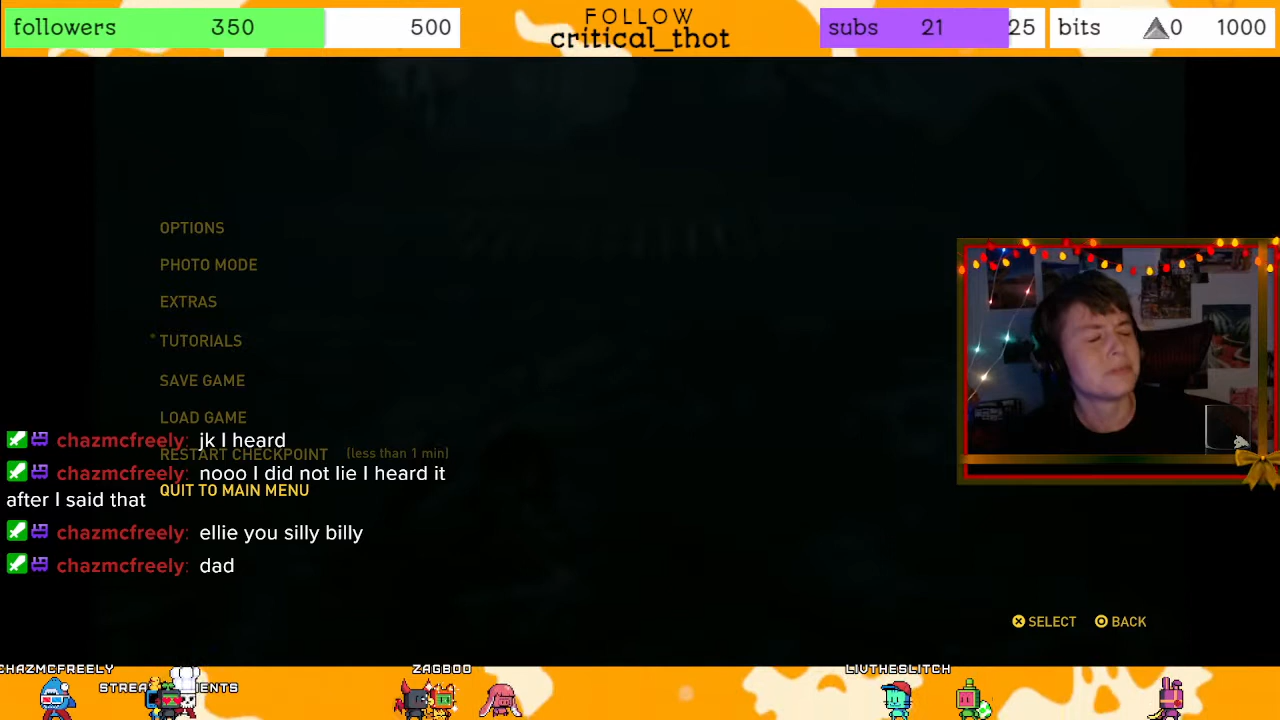 followers 350 500
FOLLOW
critical_thot
subs 21 25
bits 0 1000
OPTIONS
PHOTO MODE
EXTRAS
TUTORIALS
SAVE GAME
LOAD GAME
chazmcfreely: jk I heard
RESTART CHECKPOINT (less than 1 min)
chazmcfreely: nooo I did not lie I heard it
after I said that
QUIT TO MAIN MENU
chazmcfreely: ellie you silly billy
chazmcfreely: dad
SELECT BACK
CHAZMCFREELY
ZAGBOO
LIVTHESLITCH